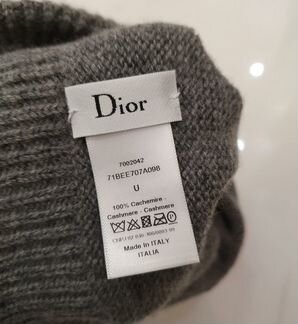 Dior
7002042
71BEE707A098
U
100% Cachemire
Cashmere - Cashmere
Made in ITALY
ITALIA